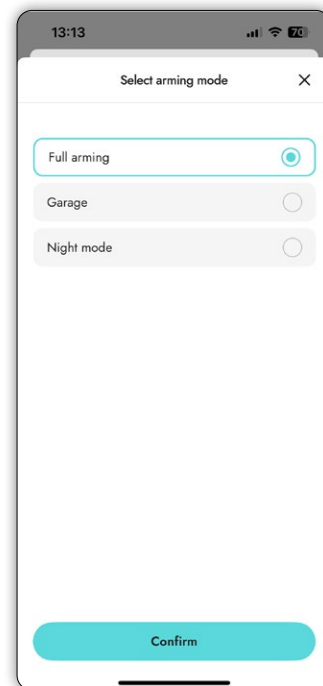 13:13
70
Select arming mode
Full arming
Garage
Night mode
Confirm